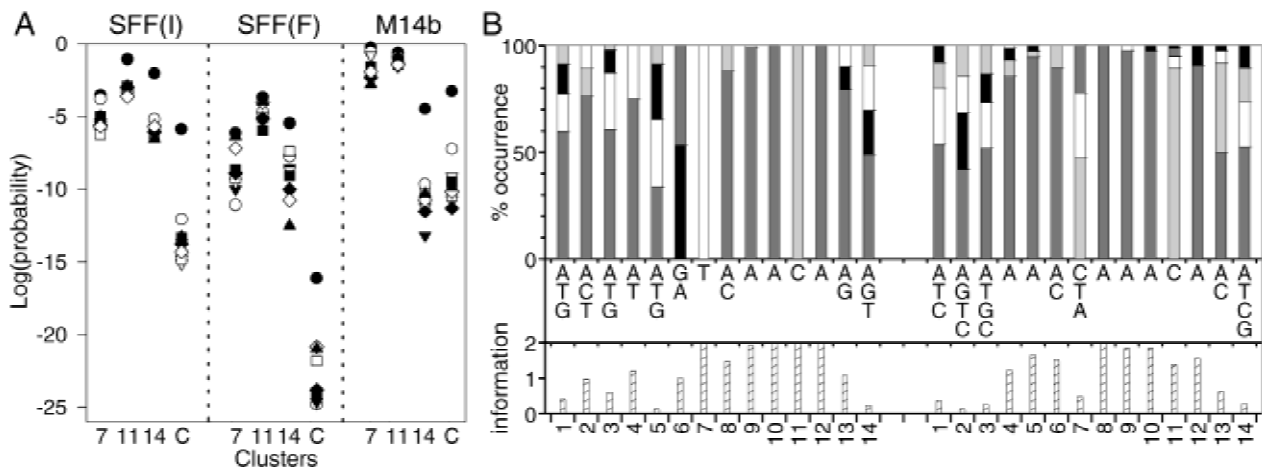 A
SFF(I) SFF(F) M14b
0
-5
-10
-15
-20
-25
Log(probability)
7 11 14 C 7 11 14 C 7 11 14 C
Clusters
B
100
50
0
% occurrence
A A A A A G T A A A C A A A A A A A A A C A A A C A A A
T C T T T A C G G T G T C T C T
G T G G T C T G A C
C C G
2
1
0
information
1 2 3 4 5 6 7 8 9 10 11 12 13 14 1 2 3 4 5 6 7 8 9 10 11 12 13 14